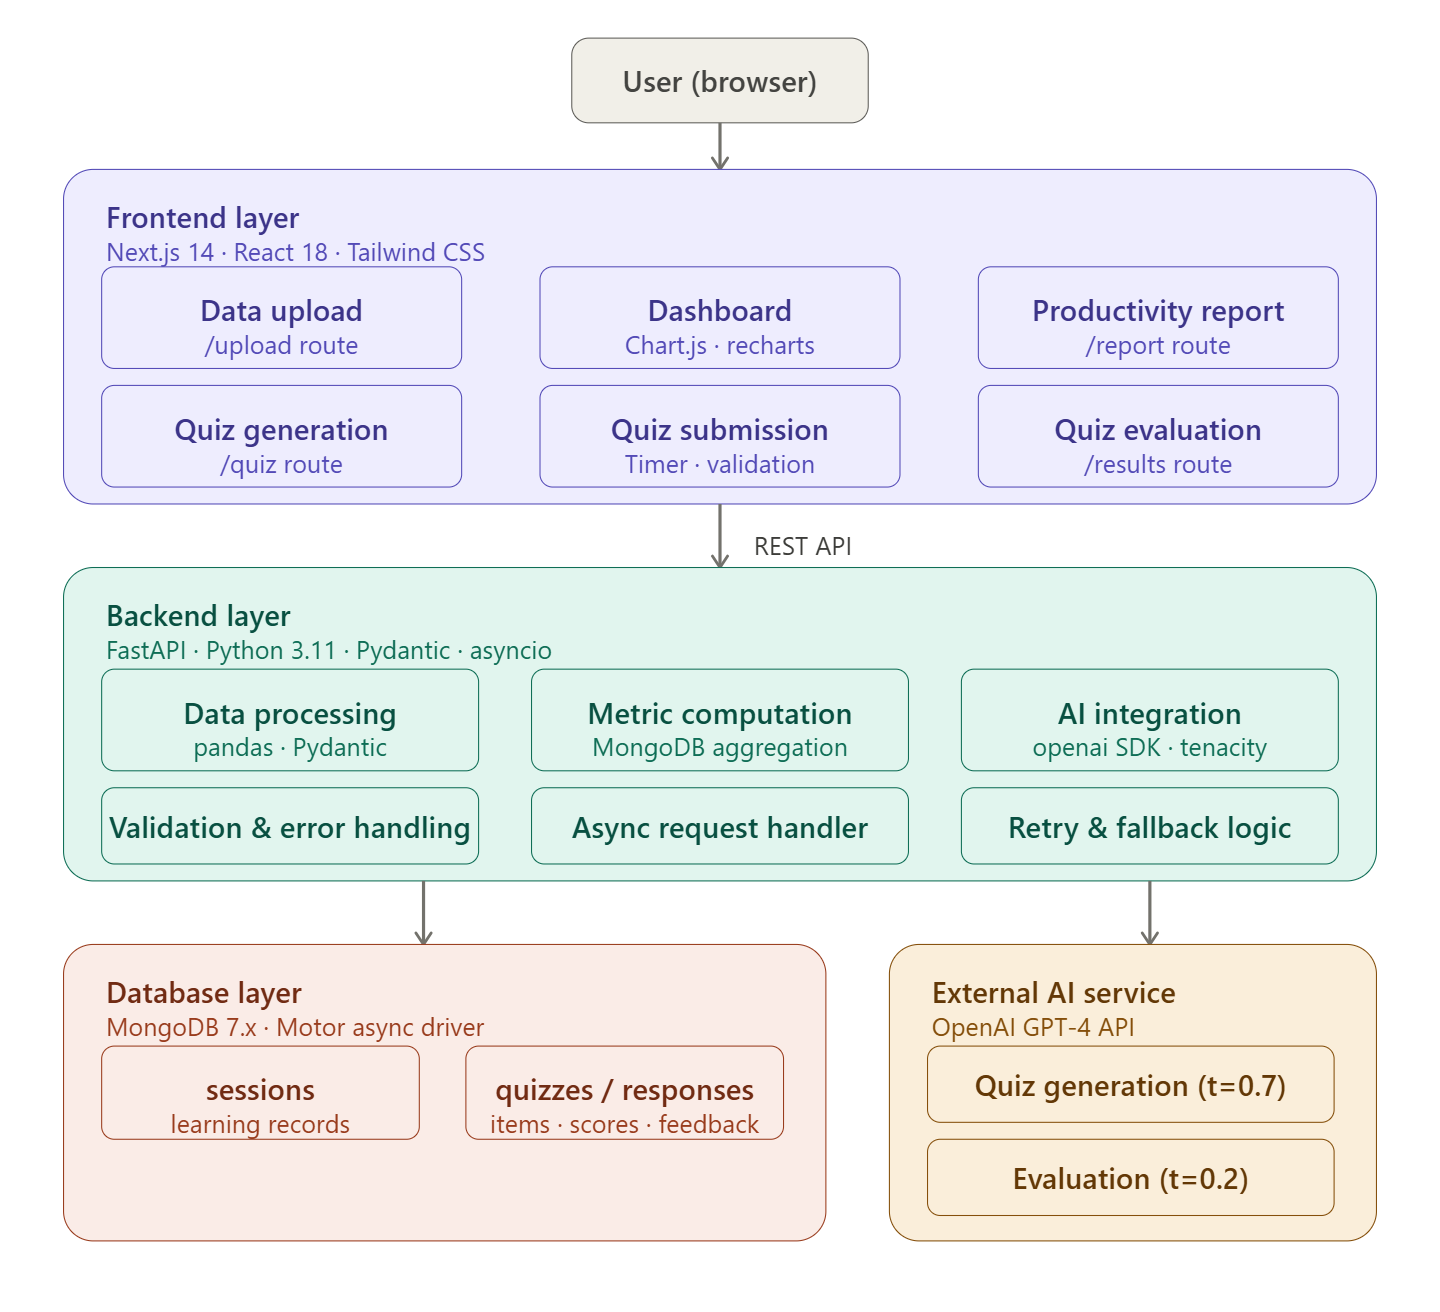 User (browser)
Frontend layer
Next.js 14 · React 18 · Tailwind CSS
Data upload
/upload route
Dashboard
Chart.js · recharts
Productivity report
/report route
Quiz generation
/quiz route
Quiz submission
Timer · validation
Quiz evaluation
/results route
REST API
Backend layer
FastAPI · Python 3.11 · Pydantic · asyncio
Data processing
pandas · Pydantic
Metric computation
MongoDB aggregation
AI integration
openai SDK · tenacity
Validation & error handling
Async request handler
Retry & fallback logic
Database layer
MongoDB 7.x · Motor async driver
sessions
learning records
quizzes / responses
items · scores · feedback
External AI service
OpenAI GPT-4 API
Quiz generation (t=0.7)
Evaluation (t=0.2)